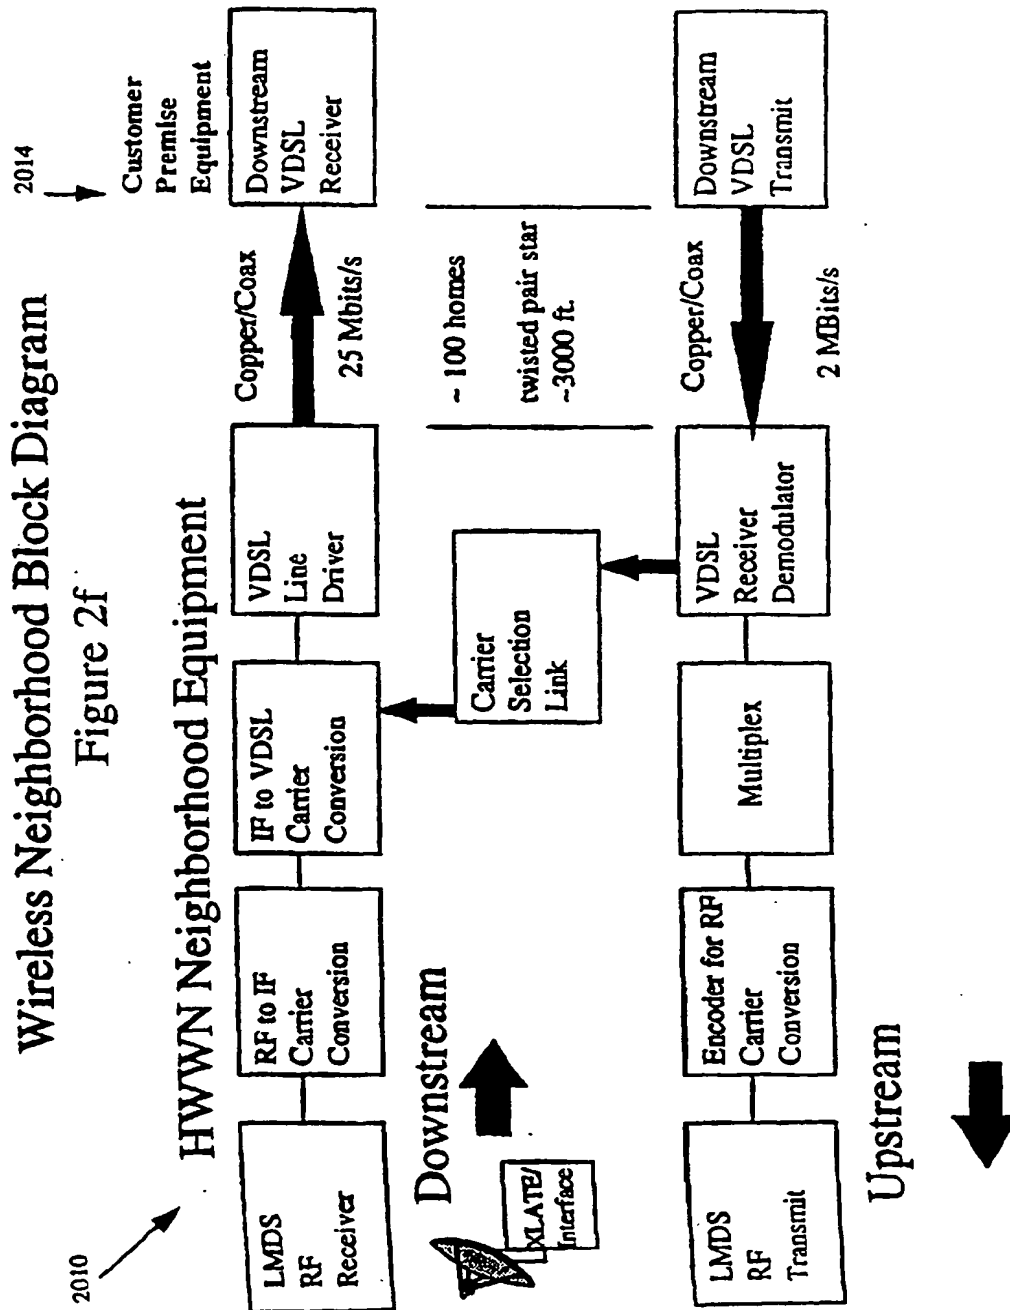 Wireless Neighborhood Block Diagram
Figure 2f
2010
HWWN Neighborhood Equipment
2014
Customer
Premise
Equipment
LMDS
RF
Receiver
RF to IF
Carrier
Conversion
IF to VDSL
Carrier
Conversion
VDSL
Line
Driver
Copper/Coax
25 Mbits/s
Downstream
VDSL
Receiver
Downstream
XLATE/
Interface
Carrier
Selection
Link
~ 100 homes
twisted pair star
~3000 ft.
LMDS
RF
Transmit
Encoder for RF
Carrier
Conversion
Multiplex
VDSL
Receiver
Demodulator
Copper/Coax
2 MBits/s
Downstream
VDSL
Transmit
Upstream